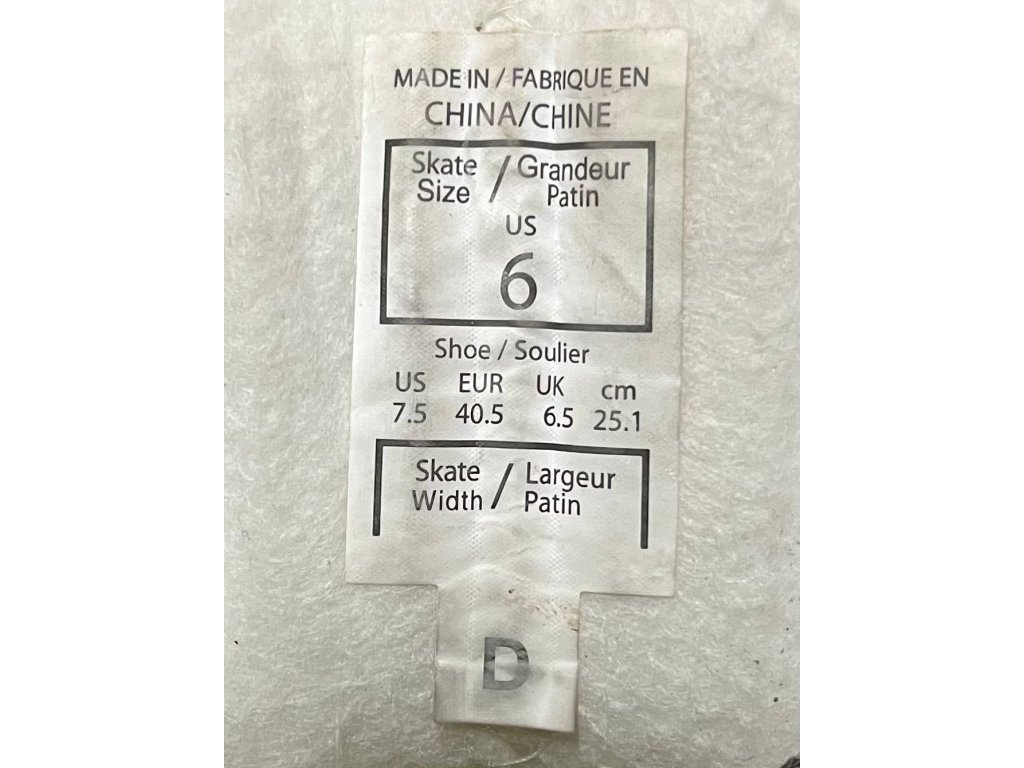 MADE IN / FABRIQUE EN
CHINA/CHINE
Skate / Grandeur
Size Patin
US
6
Shoe / Soulier
US EUR UK cm
7.5 40.5 6.5 25.1
Skate / Largeur
Width Patin
D